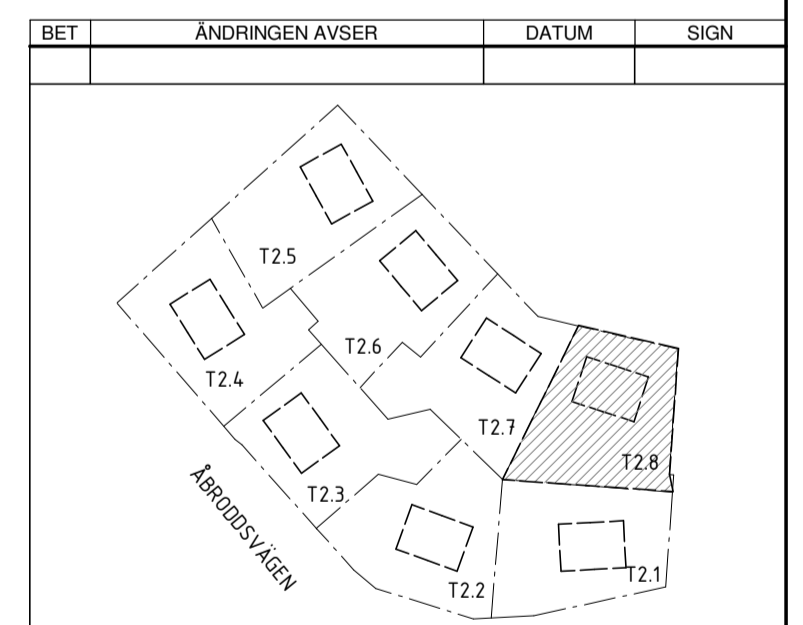 BET ÄNDRINGEN AVSER DATUM SIGN
T2.5
T2.6
T2.4
T2.7
T2.8
T2.3
ÅBRODDSVÄGEN
T2.2
T2.1